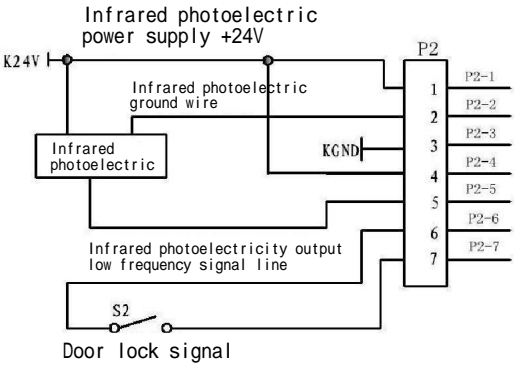 Infrared photoelectric
power supply +24V
P2
K24V
P2-1
Infrared photoelectric
ground wire
1
P2-2
2
P2-3
Infrared
photoelectric
KGND
3
P2-4
4
P2-5
5
P2-6
6
Infrared photoelectricity output
low frequency signal line
P2-7
7
S2
Door lock signal